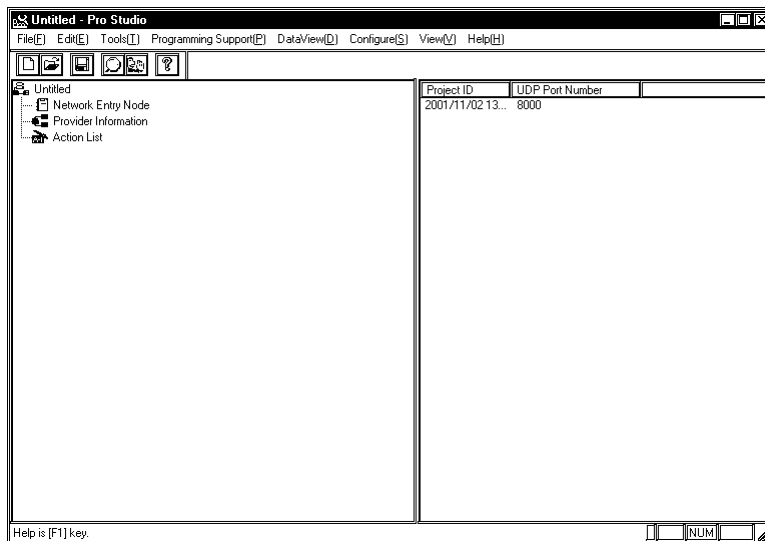 Untitled - Pro Studio
File(F) Edit(E) Tools(T) Programming Support(P) DataView(D) Configure(S) View(V) Help(H)
Untitled
Network Entry Node
Provider Information
Action List
Project ID UDP Port Number
2001/11/02 13... 8000
Help is [F1] key.
NUM